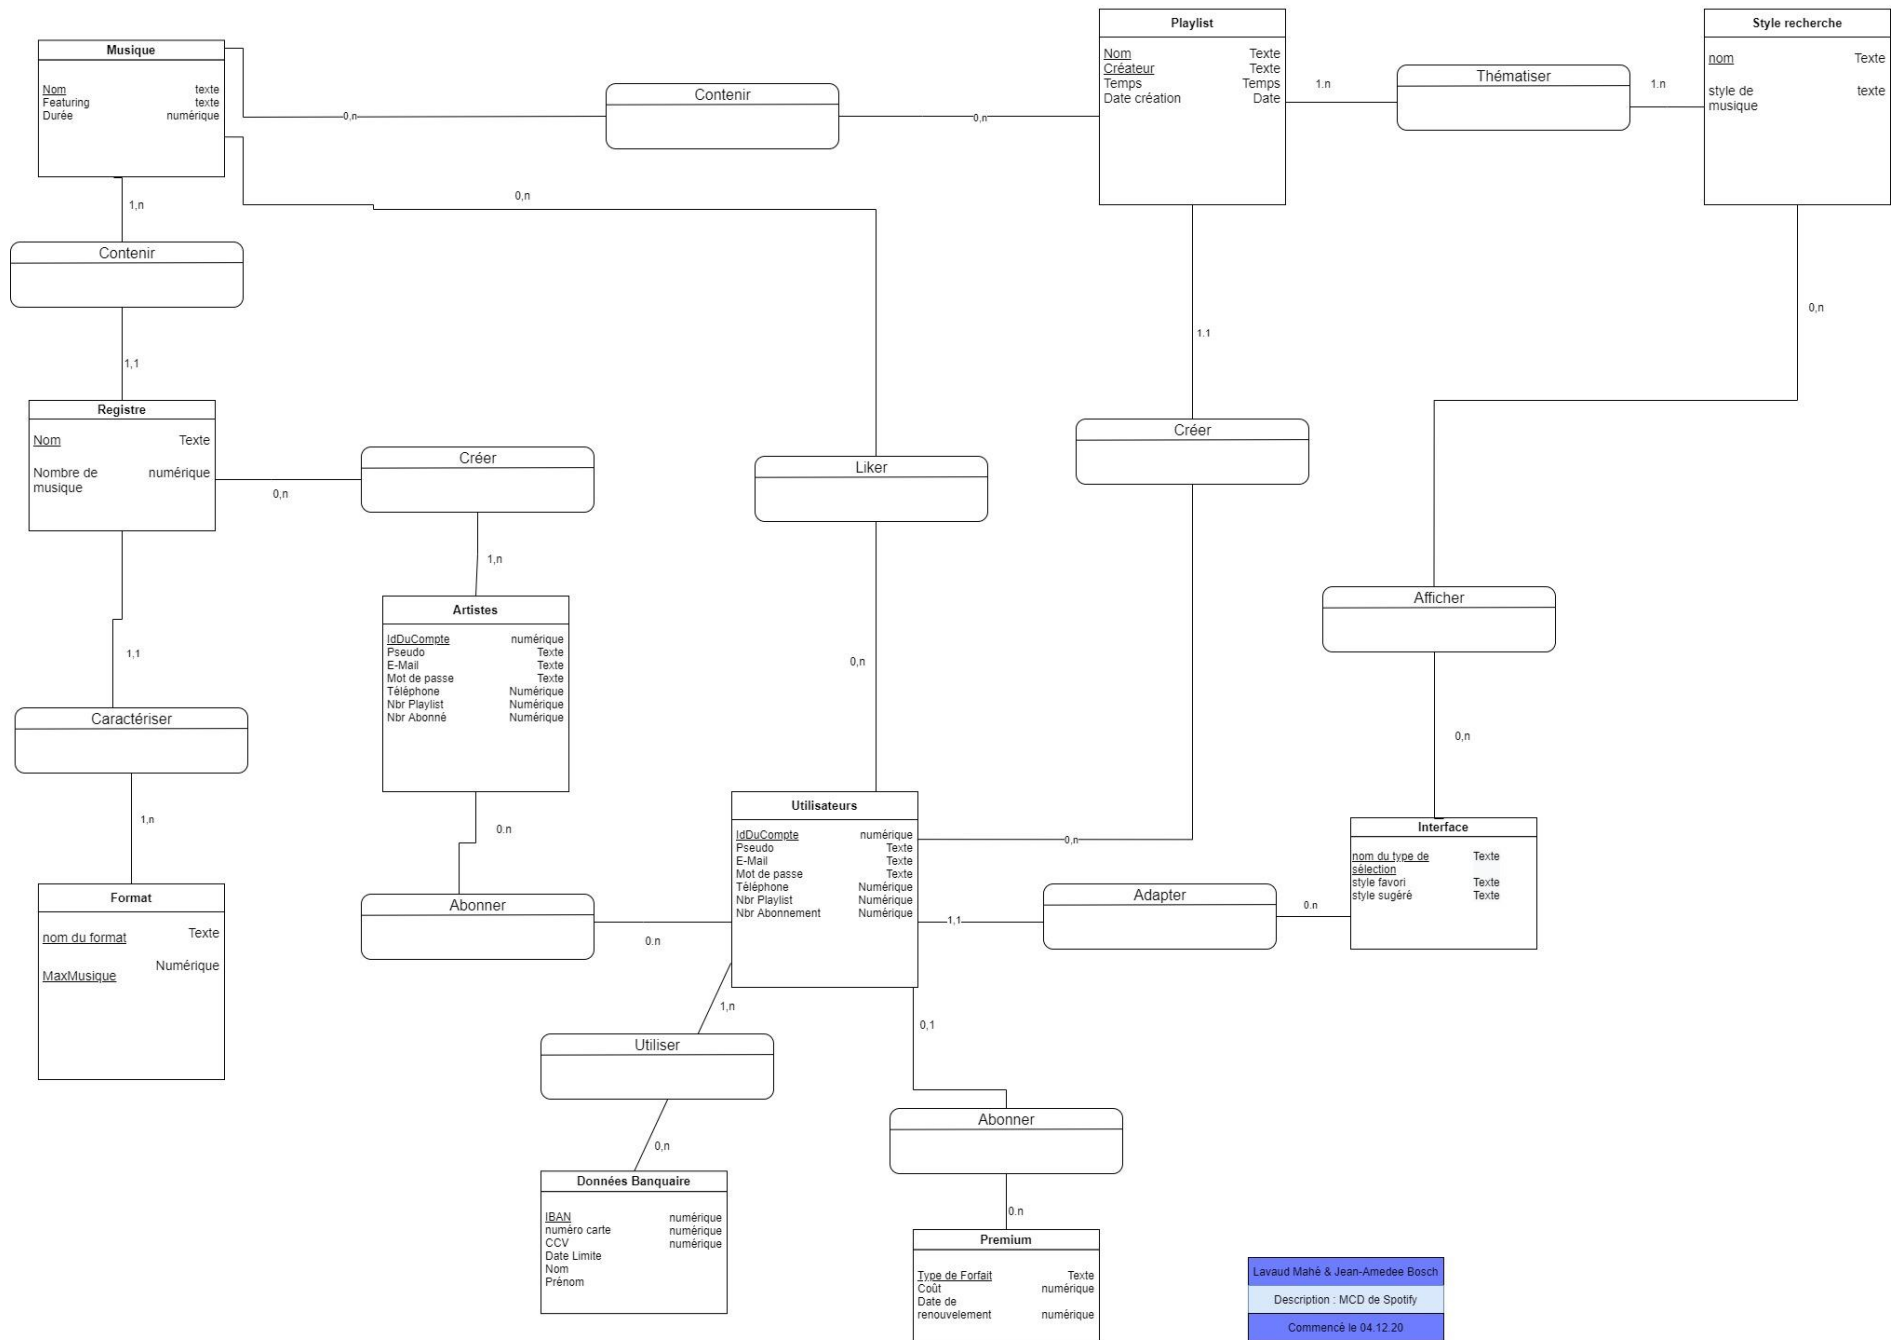 Musique
Nom texte
Featuring texte
Durée numérique
Contenir
0,n
0,n
Playlist
Nom Texte
Créateur Texte
Temps Temps
Date création Date
1.n
Thématiser
1.n
Style recherche
nom Texte
style de texte
musique
1,n
0,n
Contenir
1,1
1.1
0,n
Registre
Nom Texte
Nombre de numérique
musique
0,n
Créer
Liker
Créer
1,n
Afficher
Artistes
IdDuCompte numérique
Pseudo Texte
E-Mail Texte
Mot de passe Texte
Téléphone Numérique
Nbr Playlist Numérique
Nbr Abonné Numérique
1,1
0,n
Caractériser
0,n
1,n
0.n
Utilisateurs
IdDuCompte numérique
Pseudo Texte
E-Mail Texte
Mot de passe Texte
Téléphone Numérique
Nbr Playlist Numérique
Nbr Abonnement Numérique
0,n
Interface
nom du type de Texte
sélection
style favori Texte
style sugéré Texte
Format
nom du format Texte
MaxMusique Numérique
Abonner
0.n
1,1
Adapter
0.n
1,n
0,1
Utiliser
0,n
Abonner
0.n
Données Banquaire
IBAN numérique
numéro carte numérique
CCV numérique
Date Limite
Nom
Prénom
Premium
Type de Forfait Texte
Coût numérique
Date de
renouvelement numérique
Lavaud Mahé & Jean-Amedee Bosch
Description : MCD de Spotify
Commencé le 04.12.20